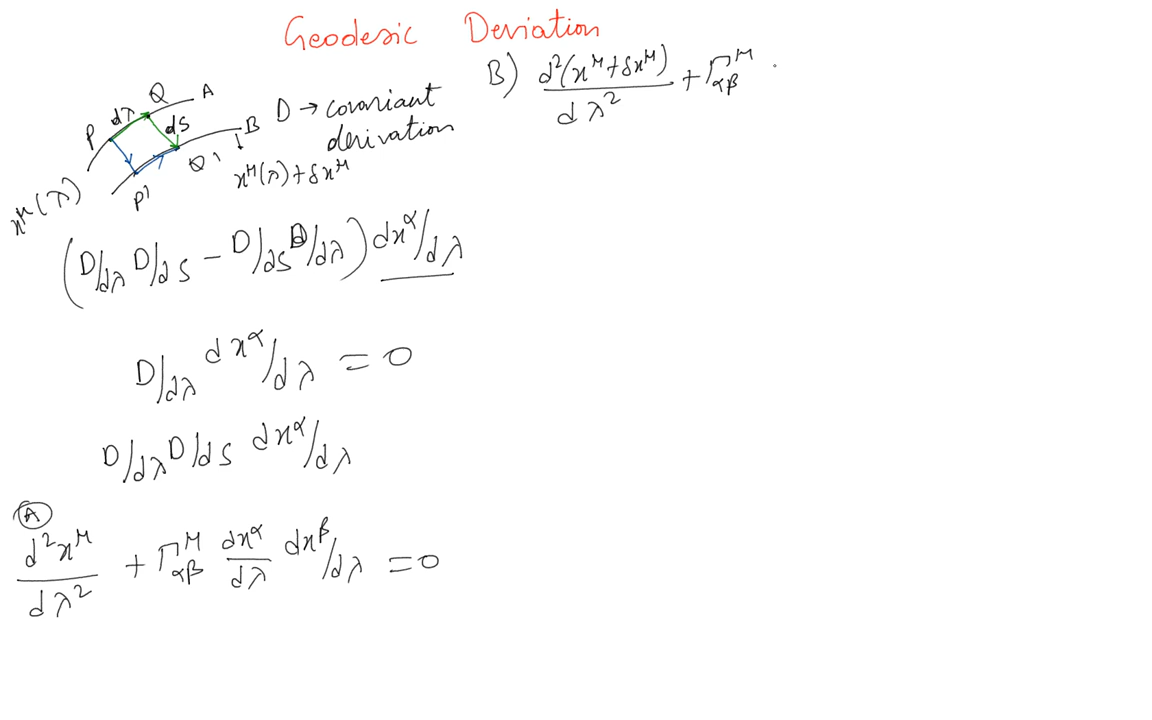 Geodesic Deviation
P dλ Q A
dS
B
P' Q'
x^μ(λ)
x^μ(λ) + δx^μ
D → covariant
derivation
(D/dλ D/dS − D/dS D/dλ) dx^α/dλ
D/dλ dx^α/dλ = 0
D/dλ D/dS dx^α/dλ
A
d²x^μ/dλ² + Γ^μ_αβ dx^α/dλ dx^β/dλ = 0
B) d²(x^μ + δx^μ)/dλ² + Γ^μ_αβ